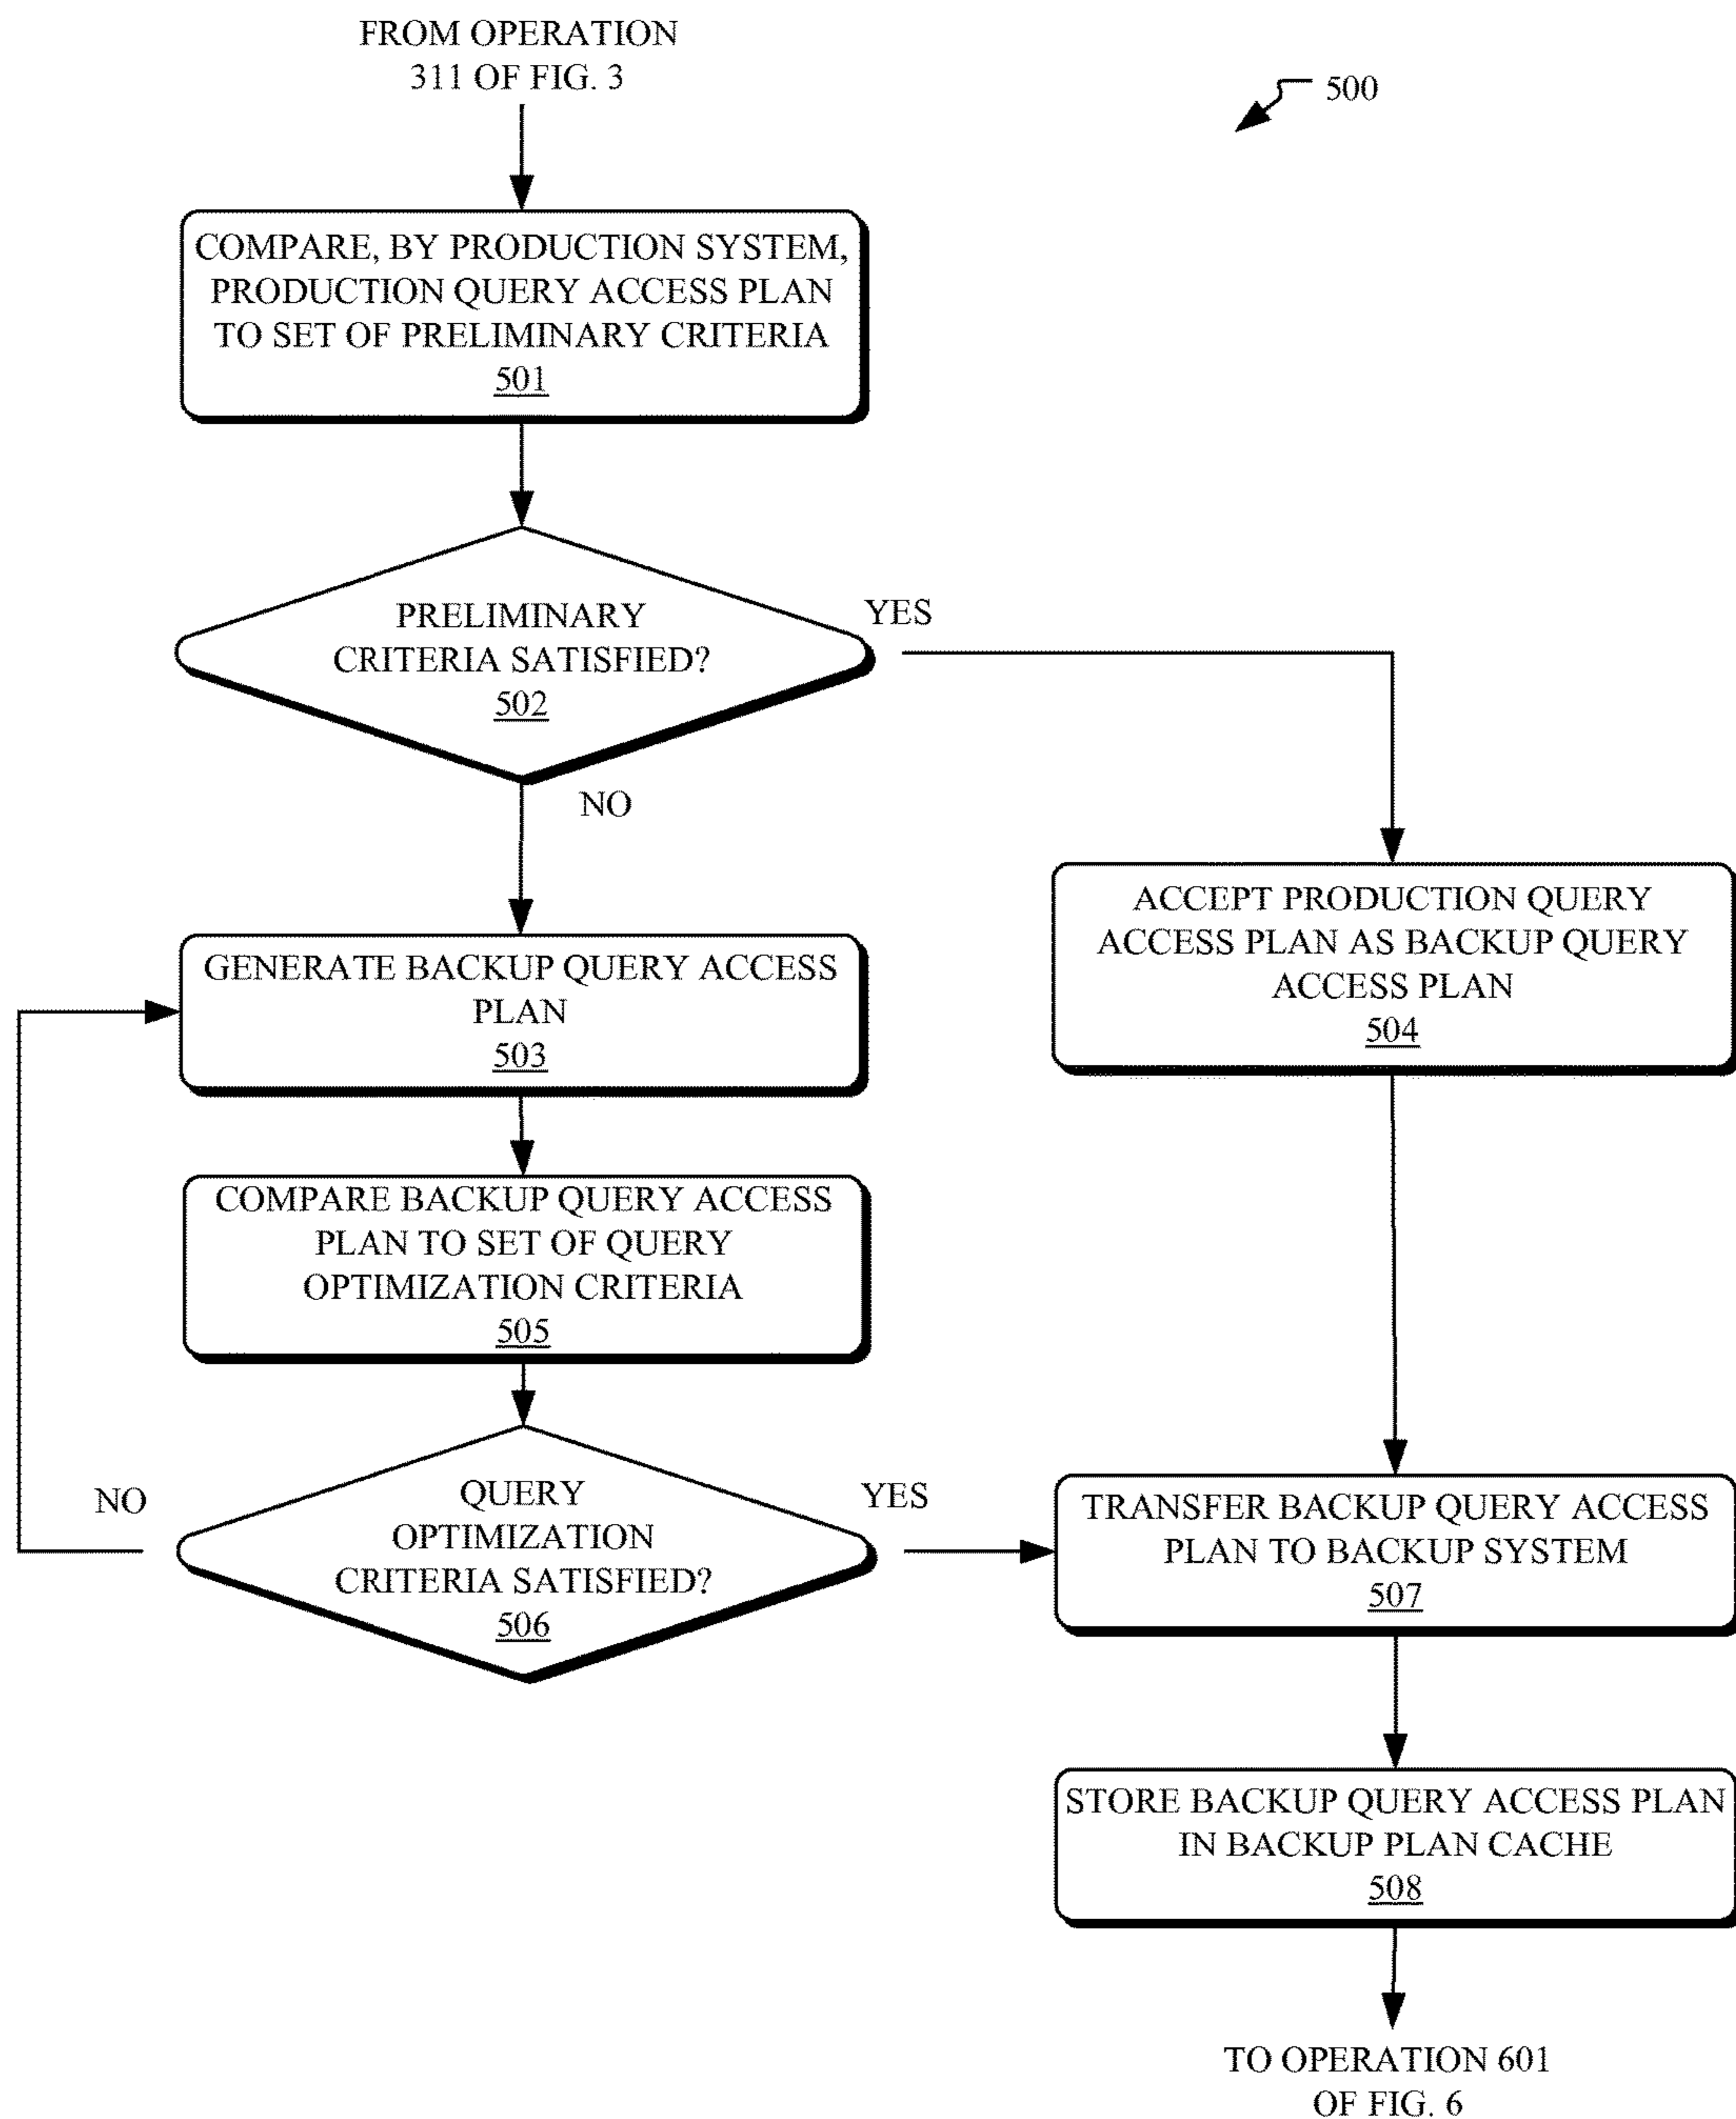 FROM OPERATION
311 OF FIG. 3
500
COMPARE, BY PRODUCTION SYSTEM,
PRODUCTION QUERY ACCESS PLAN
TO SET OF PRELIMINARY CRITERIA
501
PRELIMINARY
CRITERIA SATISFIED?
502
YES
NO
GENERATE BACKUP QUERY ACCESS
PLAN
503
ACCEPT PRODUCTION QUERY
ACCESS PLAN AS BACKUP QUERY
ACCESS PLAN
504
COMPARE BACKUP QUERY ACCESS
PLAN TO SET OF QUERY
OPTIMIZATION CRITERIA
505
QUERY
OPTIMIZATION
CRITERIA SATISFIED?
506
NO
YES
TRANSFER BACKUP QUERY ACCESS
PLAN TO BACKUP SYSTEM
507
STORE BACKUP QUERY ACCESS PLAN
IN BACKUP PLAN CACHE
508
TO OPERATION 601
OF FIG. 6